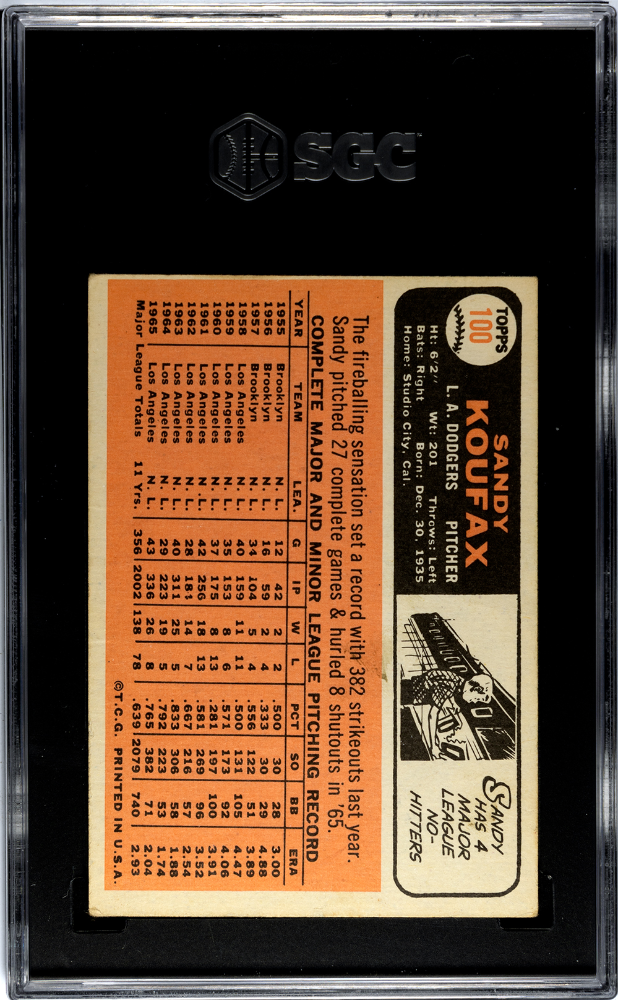 SGC
TOPPS
100
SANDY
KOUFAX
L. A. DODGERS PITCHER
Ht: 6'2" Wt: 201 Throws: Left
Bats: Right Born: Dec. 30, 1935
Home: Studio City, Cal.
SANDY
HAS 4
MAJOR
LEAGUE
NO-
HITTERS
The fireballing sensation set a record with 382 strikeouts last year.
Sandy pitched 27 complete games & hurled 8 shutouts in '65.
COMPLETE MAJOR AND MINOR LEAGUE PITCHING RECORD
YEAR TEAM LEA. G IP W L PCT SO BB ERA
1955 Brooklyn N. L. 12 42 2 2 .500 30 28 3.00
1956 Brooklyn N. L. 16 59 2 4 .333 30 29 4.88
1957 Brooklyn N. L. 34 104 5 4 .556 122 51 3.89
1958 Los Angeles N. L. 40 159 11 11 .500 131 105 4.47
1959 Los Angeles N. L. 35 153 8 6 .571 173 92 4.06
1960 Los Angeles N. L. 37 175 8 13 .281 197 100 3.91
1961 Los Angeles N. L. 42 256 18 13 .581 269 96 3.52
1962 Los Angeles N. L. 28 184 14 7 .667 216 57 2.54
1963 Los Angeles N. L. 40 311 25 5 .833 306 58 1.88
1964 Los Angeles N. L. 29 223 19 5 .792 223 53 1.74
1965 Los Angeles N. L. 43 336 26 8 .765 382 71 2.04
Major League Totals 11 Yrs. 356 2002 138 78 .639 2079 740 2.93
©T.C.G. PRINTED IN U.S.A.